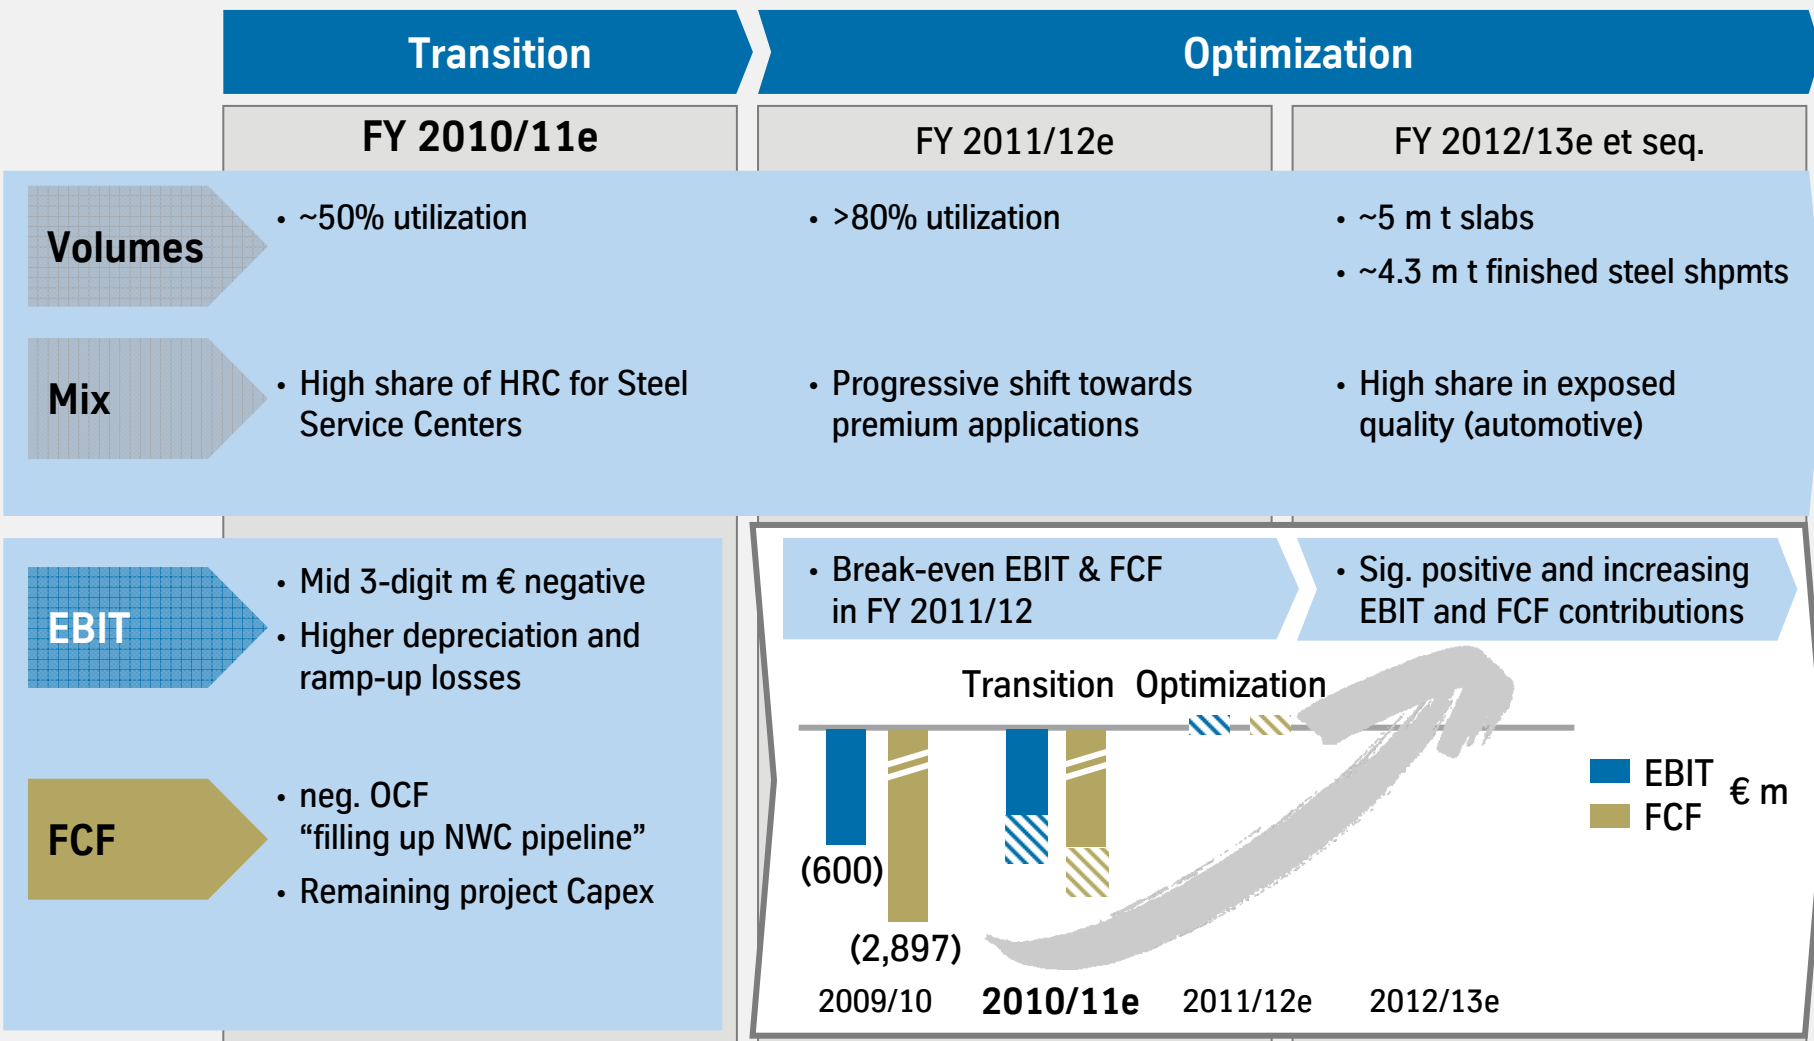 Transition
Optimization
FY 2010/11e
FY 2011/12e
FY 2012/13e et seq.
Volumes
• ~50% utilization
• >80% utilization
• ~5 m t slabs
• ~4.3 m t finished steel shpmts
Mix
• High share of HRC for Steel
Service Centers
• Progressive shift towards
premium applications
• High share in exposed
quality (automotive)
EBIT
• Mid 3-digit m € negative
• Higher depreciation and
ramp-up losses
• Break-even EBIT & FCF
in FY 2011/12
• Sig. positive and increasing
EBIT and FCF contributions
FCF
• neg. OCF
“filling up NWC pipeline”
• Remaining project Capex
Transition
Optimization
(600)
(2,897)
EBIT
FCF
€ m
2009/10
2010/11e
2011/12e
2012/13e